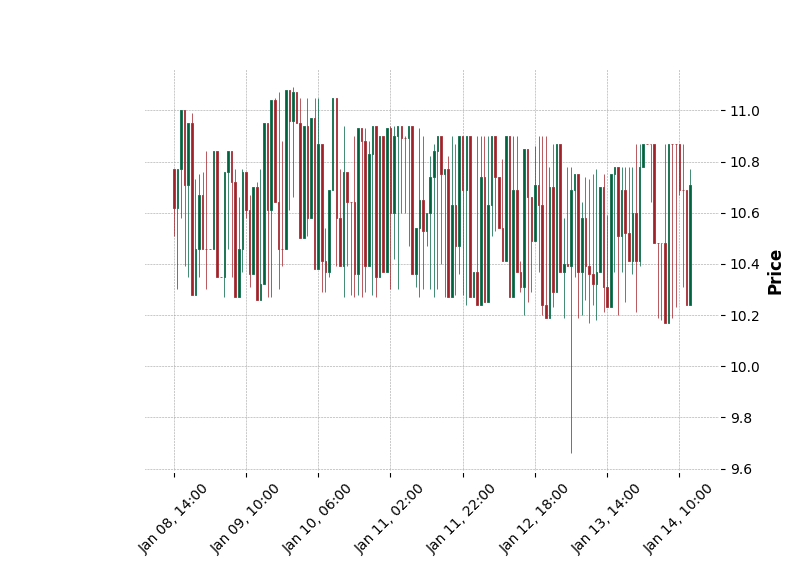 11.0
10.8
10.6
10.4
10.2
10.0
9.8
9.6
Price
Jan 08, 14:00
Jan 09, 10:00
Jan 10, 06:00
Jan 11, 02:00
Jan 11, 22:00
Jan 12, 18:00
Jan 13, 14:00
Jan 14, 10:00